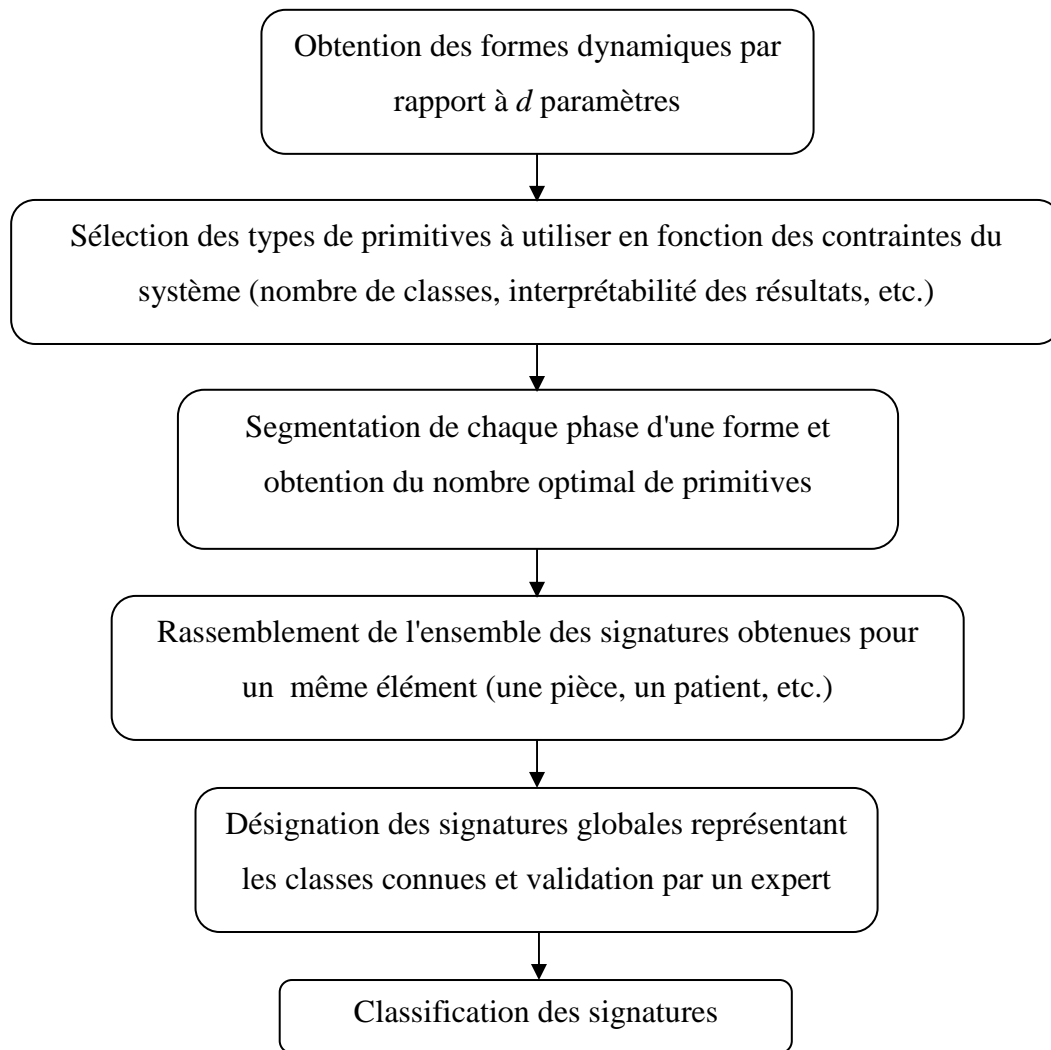 Obtention des formes dynamiques par
rapport à d paramètres
Sélection des types de primitives à utiliser en fonction des contraintes du
système (nombre de classes, interprétabilité des résultats, etc.)
Segmentation de chaque phase d'une forme et
obtention du nombre optimal de primitives
Rassemblement de l'ensemble des signatures obtenues pour
un même élément (une pièce, un patient, etc.)
Désignation des signatures globales représentant
les classes connues et validation par un expert
Classification des signatures